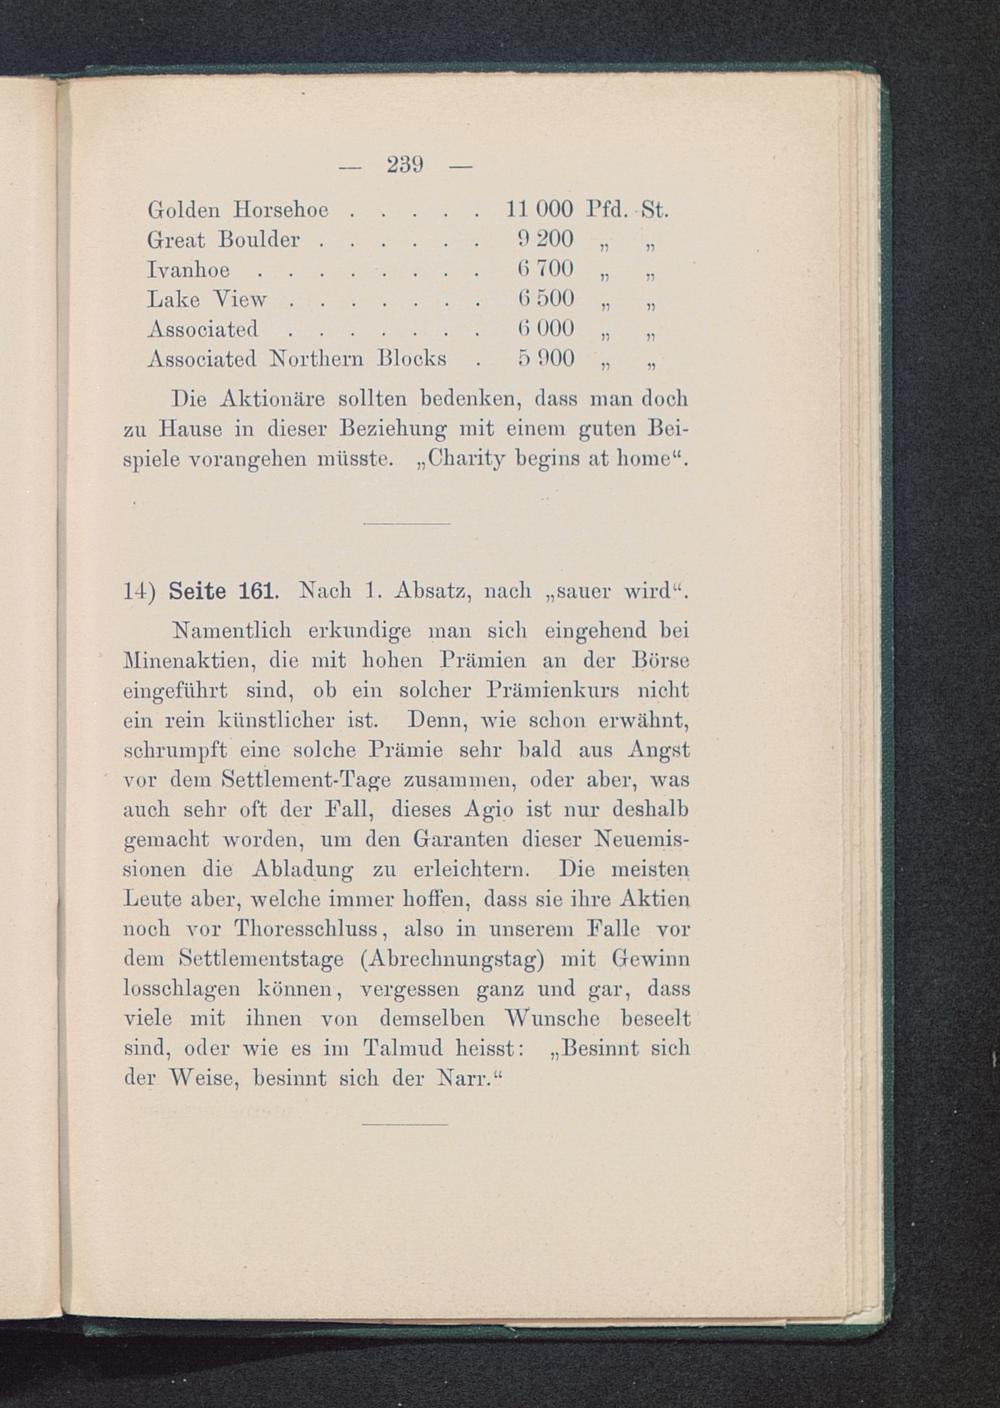 — 239 —
Golden Horsehoe . . . . . 11 000 Pfd. St.
Great Boulder . . . . . . 9 200 „ „
Ivanhoe . . . . . . . . 6 700 „ „
Lake View . . . . . . . 6 500 „ „
Associated . . . . . . . 6 000 „ „
Associated Northern Blocks . 5 900 „ „
Die Aktionäre sollten bedenken, dass man doch
zu Hause in dieser Beziehung mit einem guten Bei-
spiele vorangehen müsste. „Charity begins at home“.
14) Seite 161. Nach 1. Absatz, nach „sauer wird“.
Namentlich erkundige man sich eingehend bei
Minenaktien, die mit hohen Prämien an der Börse
eingeführt sind, ob ein solcher Prämienkurs nicht
ein rein künstlicher ist. Denn, wie schon erwähnt,
schrumpft eine solche Prämie sehr bald aus Angst
vor dem Settlement-Tage zusammen, oder aber, was
auch sehr oft der Fall, dieses Agio ist nur deshalb
gemacht worden, um den Garanten dieser Neuemis-
sionen die Abladung zu erleichtern. Die meisten
Leute aber, welche immer hoffen, dass sie ihre Aktien
noch vor Thoresschluss, also in unserem Falle vor
dem Settlementstage (Abrechnungstag) mit Gewinn
losschlagen können, vergessen ganz und gar, dass
viele mit ihnen von demselben Wunsche beseelt
sind, oder wie es im Talmud heisst: „Besinnt sich
der Weise, besinnt sich der Narr.“